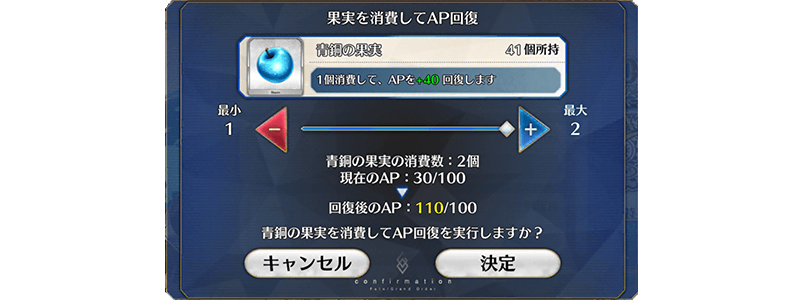 果実を消費してAP回復
青銅の果実 41個所持
1個消費して、APを+40回復します
最小 最大
1 − + 2
青銅の果実の消費数：2個
現在のAP：30/100
回復後のAP：110/100
青銅の果実を消費してAP回復を実行しますか？
キャンセル 決定
confirmation
Fate/Grand Order